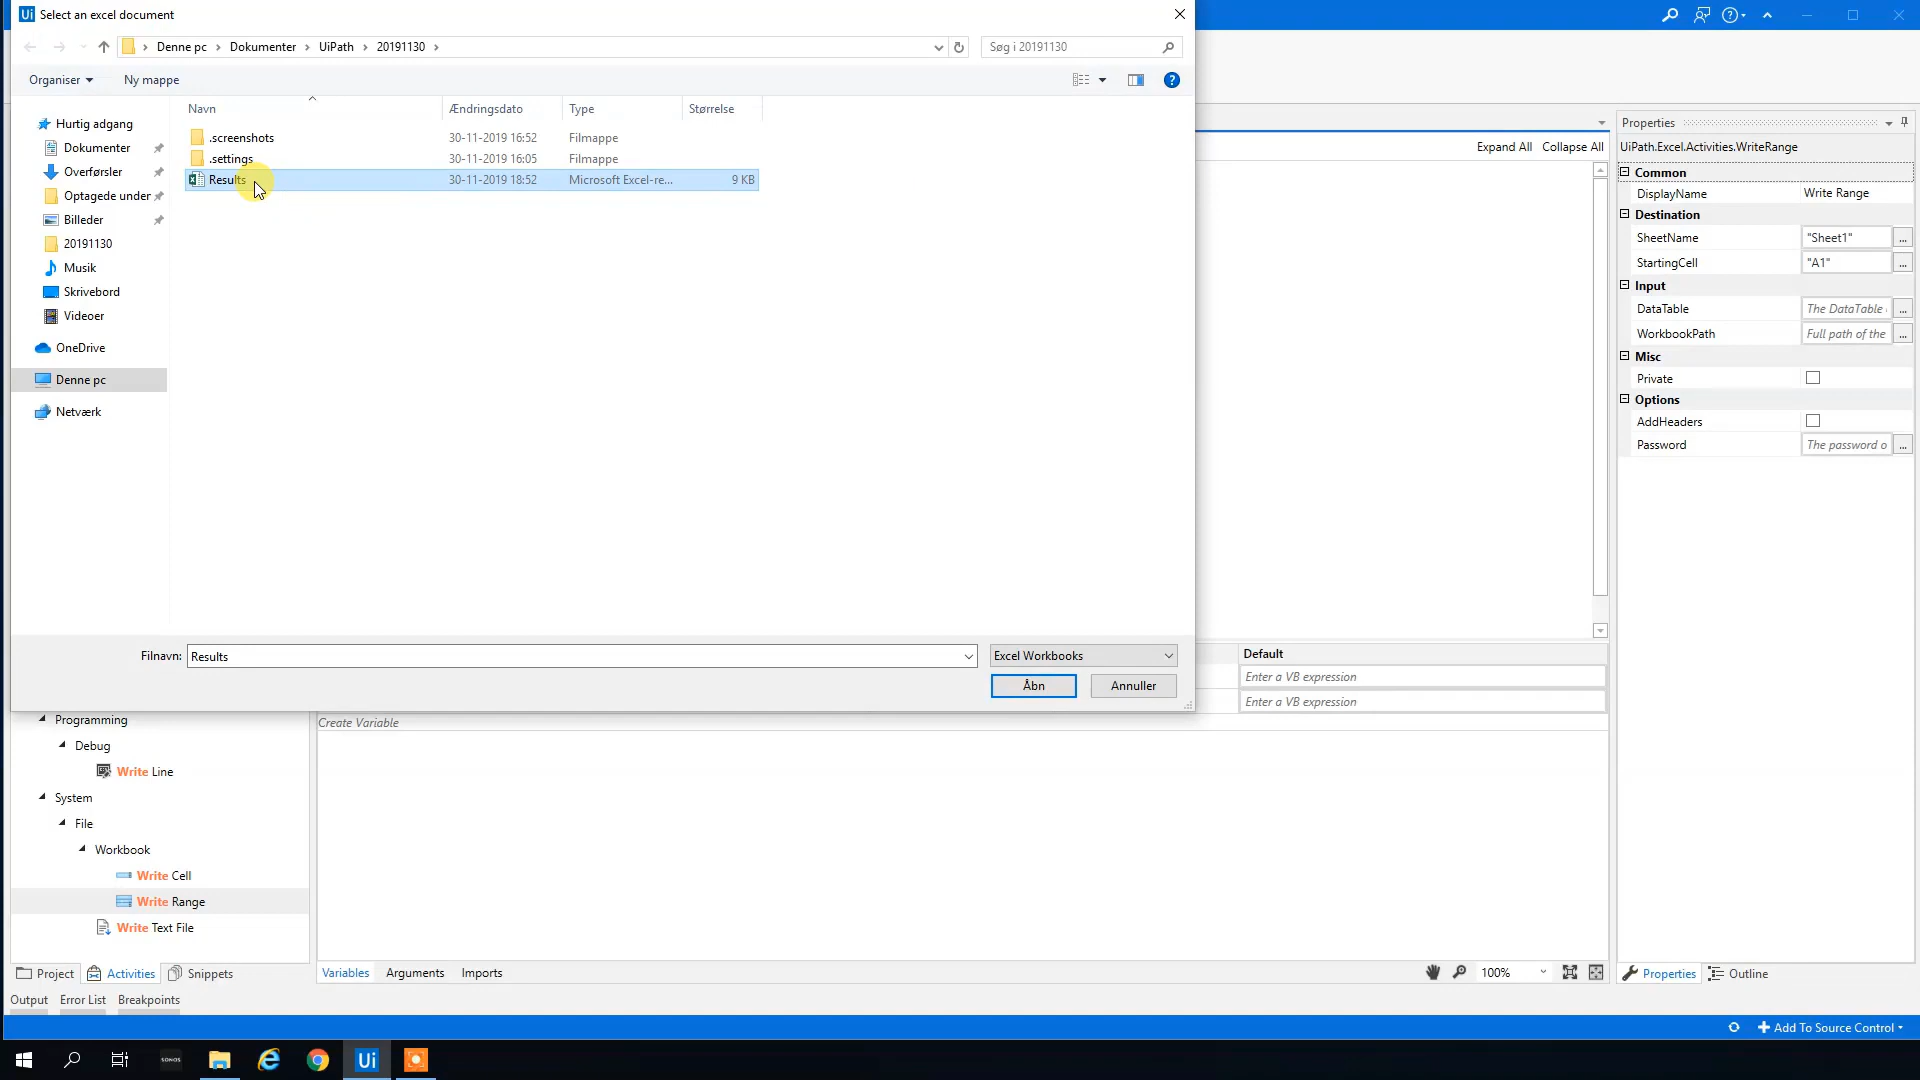 Ui Select an excel document
Denne pc › Dokumenter › UiPath › 20191130 ›
Søg i 20191130
Organiser
Ny mappe
Navn
Ændringsdato
Type
Størrelse
.screenshots 30-11-2019 16:52 Filmappe
.settings 30-11-2019 16:05 Filmappe
Results 30-11-2019 18:52 Microsoft Excel-re... 9 KB
Hurtig adgang
Dokumenter
Overførsler
Optagede under
Billeder
20191130
Musik
Skrivebord
Videoer
OneDrive
Denne pc
Netværk
Filnavn: Results
Excel Workbooks
Åbn
Annuller
Expand All
Collapse All
Properties
UiPath.Excel.Activities.WriteRange
Common
DisplayName Write Range
Destination
SheetName "Sheet1" ...
StartingCell "A1" ...
Input
DataTable The DataTable ...
WorkbookPath Full path of the ...
Misc
Private
Options
AddHeaders
Password The password o ...
Default
Enter a VB expression
Enter a VB expression
Create Variable
Programming
Debug
Write Line
System
File
Workbook
Write Cell
Write Range
Write Text File
Project
Activities
Snippets
Variables
Arguments
Imports
100%
Properties
Outline
Output
Error List
Breakpoints
Add To Source Control
SONOS
Ui